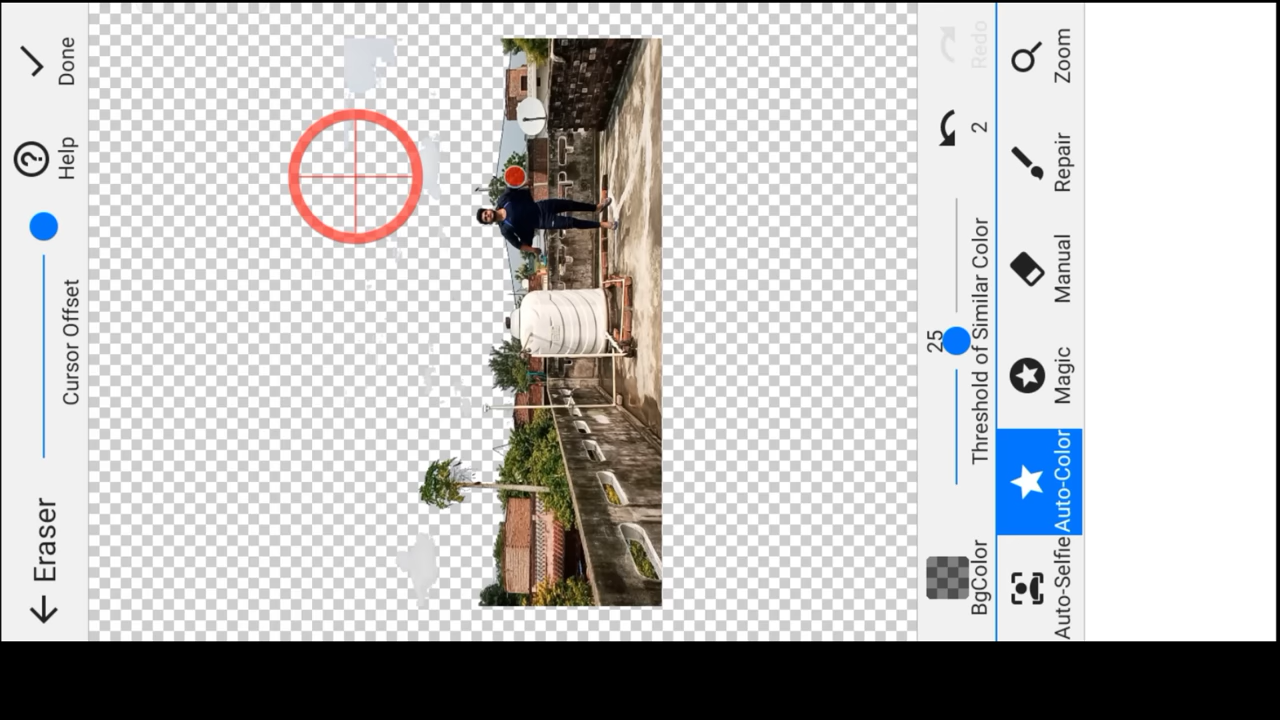 ← Eraser
Cursor Offset
Help
Done
BgColor
25
Threshold of Similar Color
2
Redo
Auto-Selfie
Auto-Color
Magic
Manual
Repair
Zoom